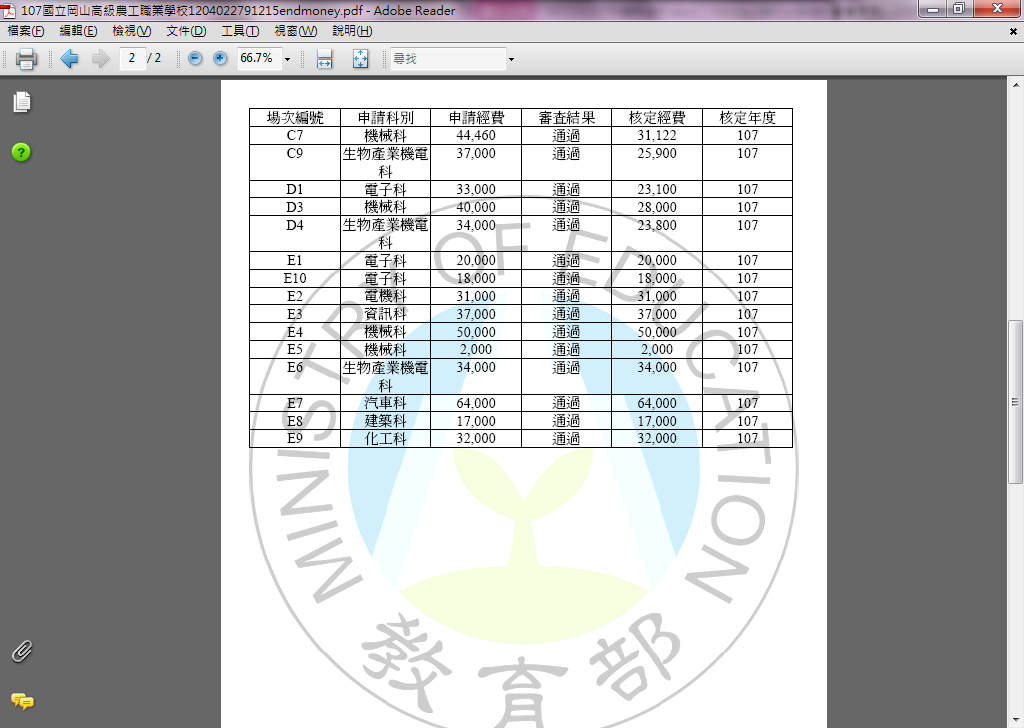 107國立岡山高級農工職業學校1204022791215endmoney.pdf - Adobe Reader
檔案(F) 編輯(E) 檢視(V) 文件(D) 工具(T) 視窗(W) 說明(H)
2 / 2 66.7% 尋找
場次編號 申請科別 申請經費 審查結果 核定經費 核定年度
C7 機械科 44,460 通過 31,122 107
C9 生物產業機電科 37,000 通過 25,900 107
D1 電子科 33,000 通過 23,100 107
D3 機械科 40,000 通過 28,000 107
D4 生物產業機電科 34,000 通過 23,800 107
E1 電子科 20,000 通過 20,000 107
E10 電子科 18,000 通過 18,000 107
E2 電機科 31,000 通過 31,000 107
E3 資訊科 37,000 通過 37,000 107
E4 機械科 50,000 通過 50,000 107
E5 機械科 2,000 通過 2,000 107
E6 生物產業機電科 34,000 通過 34,000 107
E7 汽車科 64,000 通過 64,000 107
E8 建築科 17,000 通過 17,000 107
E9 化工科 32,000 通過 32,000 107
MINISTRY OF EDUCATION
教育部